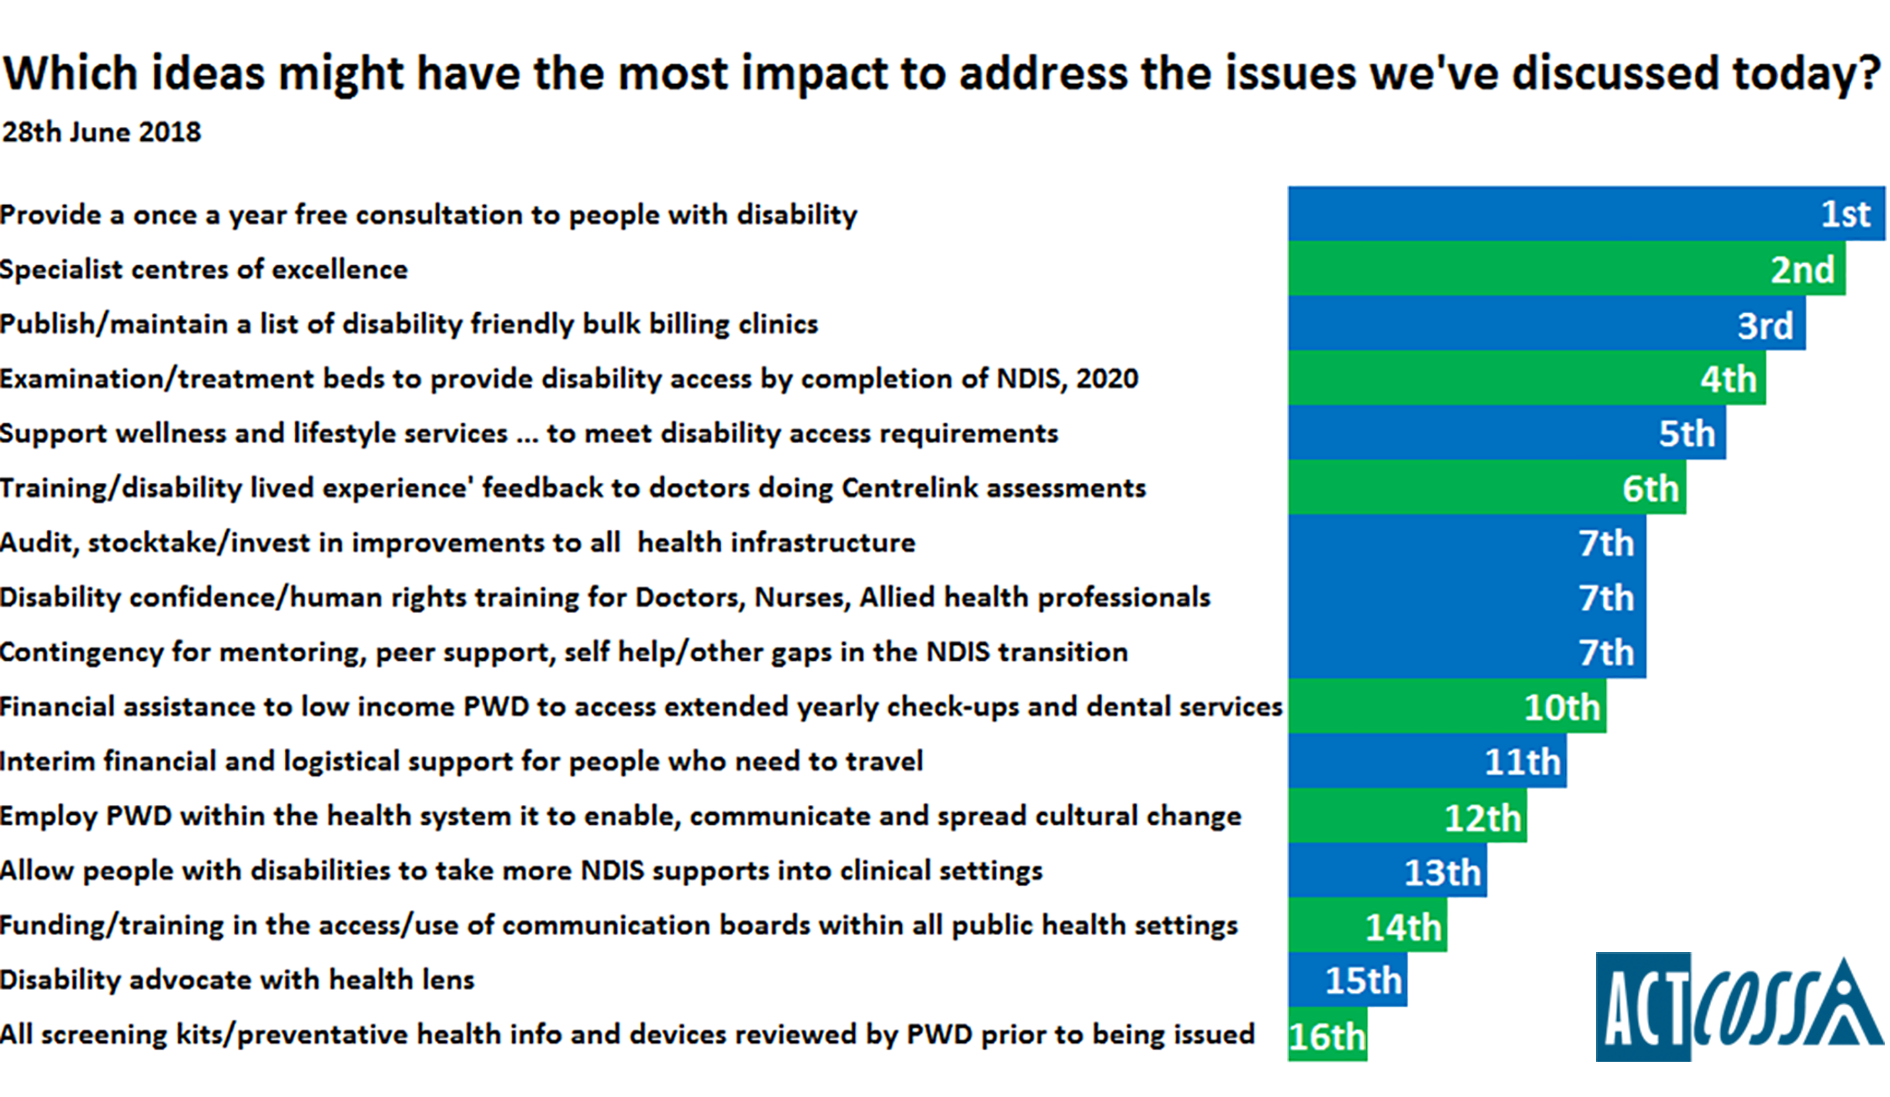 Which ideas might have the most impact to address the issues we've discussed today?
28th June 2018
Provide a once a year free consultation to people with disability 1st
Specialist centres of excellence 2nd
Publish/maintain a list of disability friendly bulk billing clinics 3rd
Examination/treatment beds to provide disability access by completion of NDIS, 2020 4th
Support wellness and lifestyle services ... to meet disability access requirements 5th
Training/disability lived experience' feedback to doctors doing Centrelink assessments 6th
Audit, stocktake/invest in improvements to all  health infrastructure 7th
Disability confidence/human rights training for Doctors, Nurses, Allied health professionals 7th
Contingency for mentoring, peer support, self help/other gaps in the NDIS transition 7th
Financial assistance to low income PWD to access extended yearly check-ups and dental services 10th
Interim financial and logistical support for people who need to travel 11th
Employ PWD within the health system it to enable, communicate and spread cultural change 12th
Allow people with disabilities to take more NDIS supports into clinical settings 13th
Funding/training in the access/use of communication boards within all public health settings 14th
Disability advocate with health lens 15th
All screening kits/preventative health info and devices reviewed by PWD prior to being issued 16th
ACTCOSS